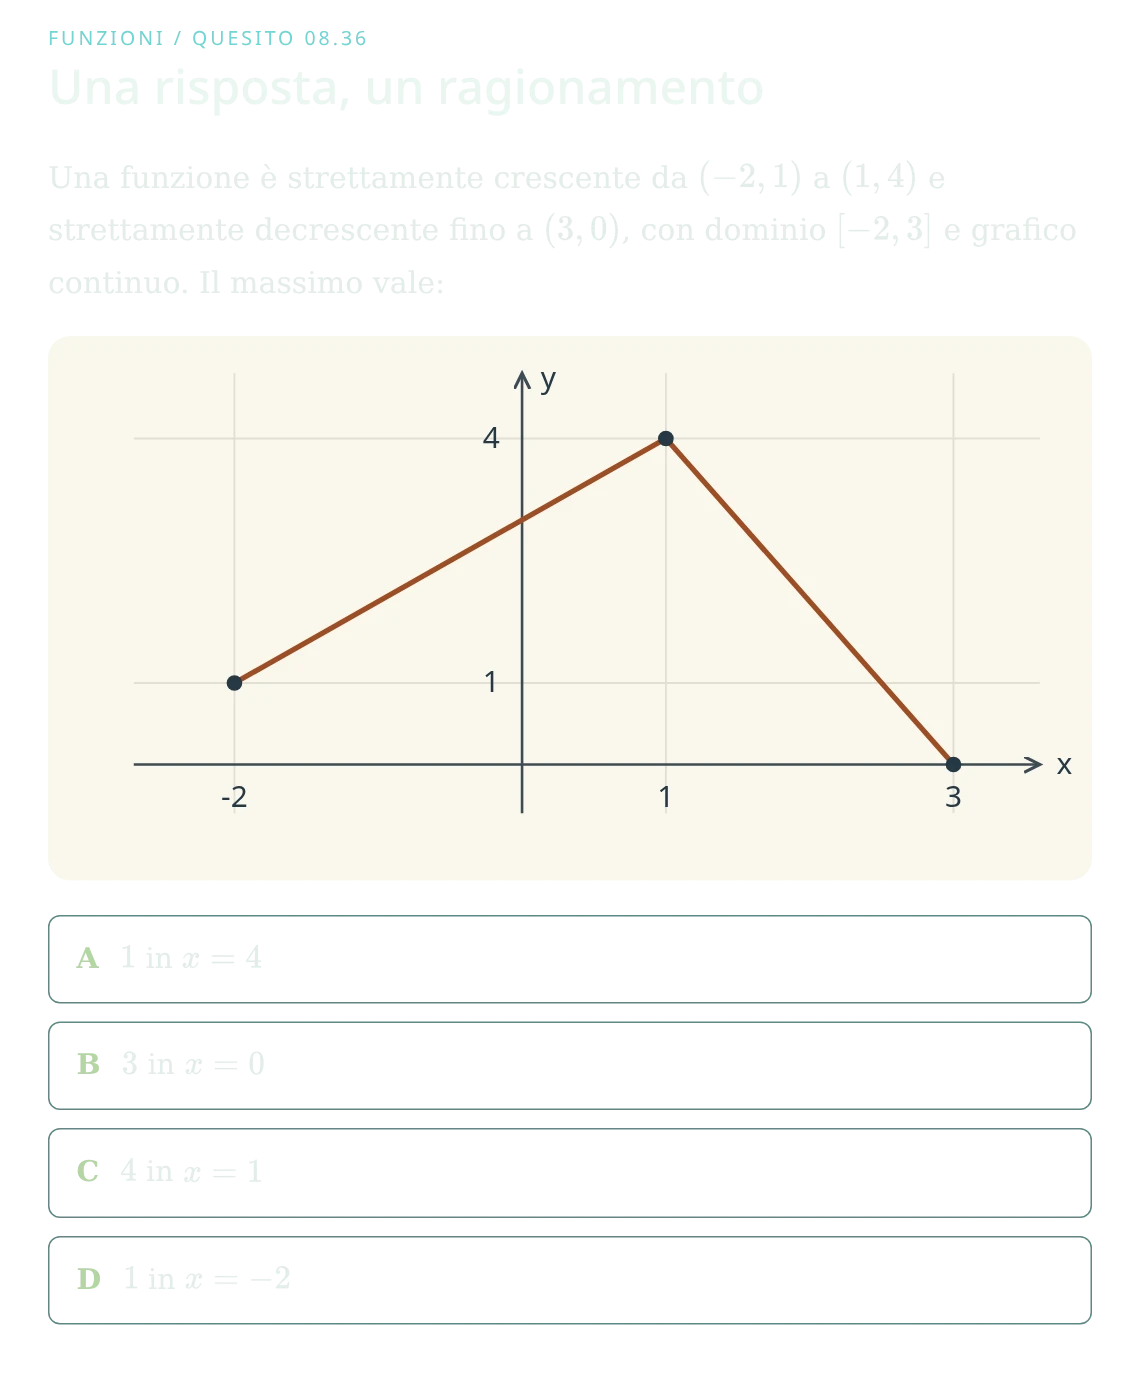 FUNZIONI / QUESITO 08.36
Una risposta, un ragionamento
Una funzione è strettamente crescente da (−2, 1) a (1, 4) e
strettamente decrescente fino a (3, 0), con dominio [−2, 3] e grafico
continuo. Il massimo vale:
y
4
1
x
-2 1 3
A 1 in x = 4
B 3 in x = 0
C 4 in x = 1
D 1 in x = −2